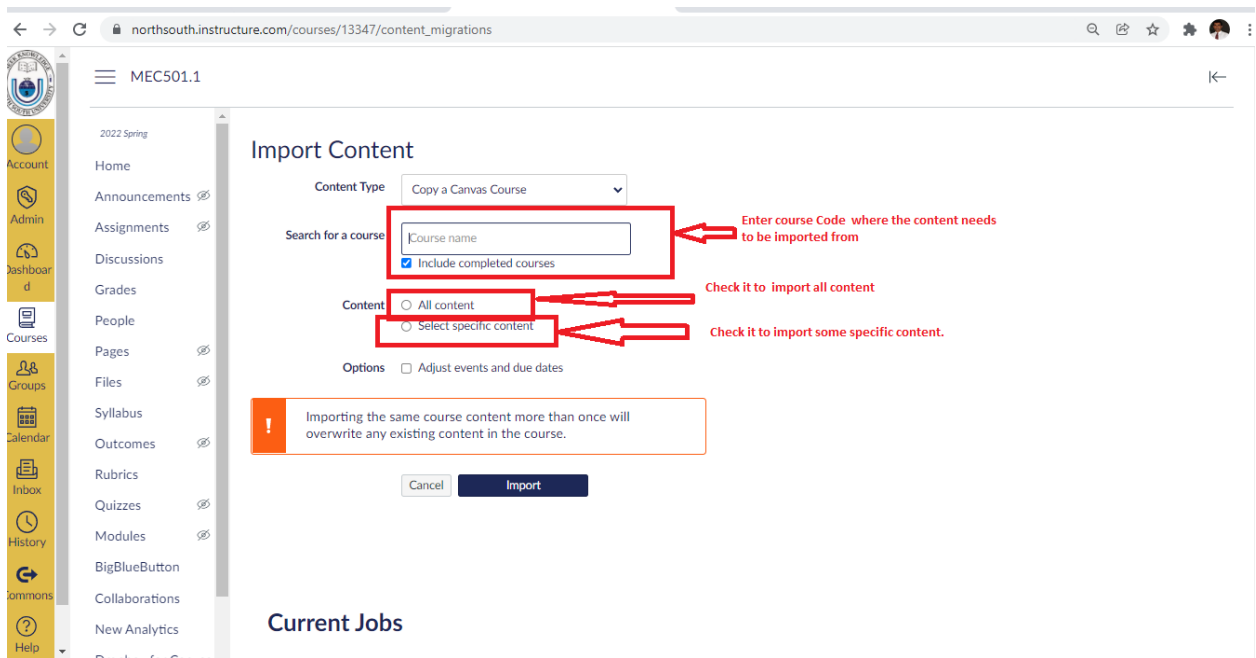 northsouth.instructure.com/courses/13347/content_migrations
MEC501.1
Account
Admin
Dashboar
d
Courses
Groups
Calendar
Inbox
History
Commons
Help
2022 Spring
Home
Announcements
Assignments
Discussions
Grades
People
Pages
Files
Syllabus
Outcomes
Rubrics
Quizzes
Modules
BigBlueButton
Collaborations
New Analytics
Import Content
Content Type
Copy a Canvas Course
Search for a course
Course name
Include completed courses
Enter course Code where the content needs
to be imported from
Content
All content
Check it to import all content
Select specific content
Check it to import some specific content.
Options
Adjust events and due dates
!
Importing the same course content more than once will
overwrite any existing content in the course.
Cancel
Import
Current Jobs